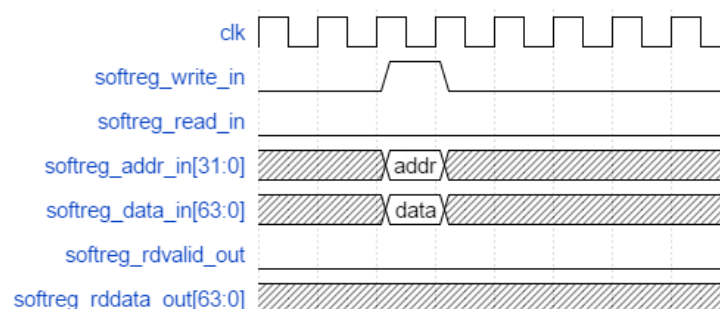 clk
softreg_write_in
softreg_read_in
softreg_addr_in[31:0] addr
softreg_data_in[63:0] data
softreg_rdvalid_out
softreg_rddata_out[63:0]